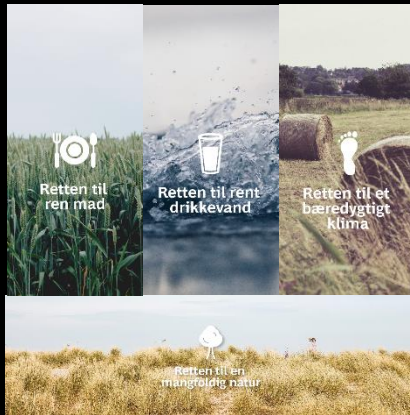 Retten til
ren mad
Retten til rent
drikkevand
Retten til et
bæredygtigt
klima
Retten til en
mangfoldig natur